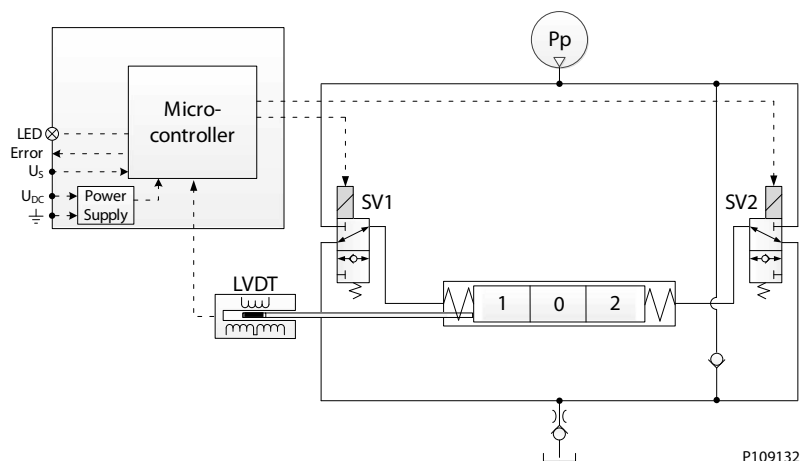 Pp
Micro-
controller
LED
Error
US
UDC
Power
Supply
SV1
SV2
LVDT
1 0 2
P109132